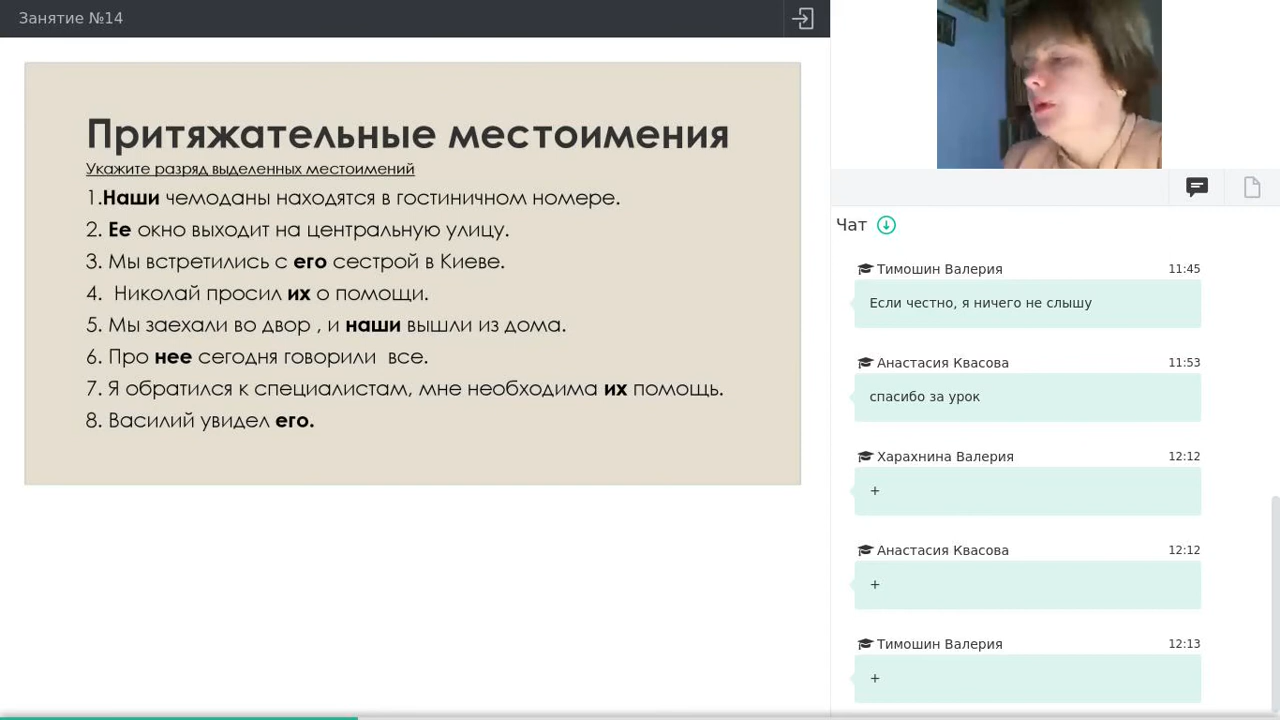 Занятие №14
Притяжательные местоимения
Укажите разряд выделенных местоимений
1.Наши чемоданы находятся в гостиничном номере.
2. Ее окно выходит на центральную улицу.
3. Мы встретились с его сестрой в Киеве.
4. Николай просил их о помощи.
5. Мы заехали во двор , и наши вышли из дома.
6. Про нее сегодня говорили все.
7. Я обратился к специалистам, мне необходима их помощь.
8. Василий увидел его.
Чат
Тимошин Валерия 11:45
Если честно, я ничего не слышу
Анастасия Квасова 11:53
спасибо за урок
Харахнина Валерия 12:12
+
Анастасия Квасова 12:12
+
Тимошин Валерия 12:13
+